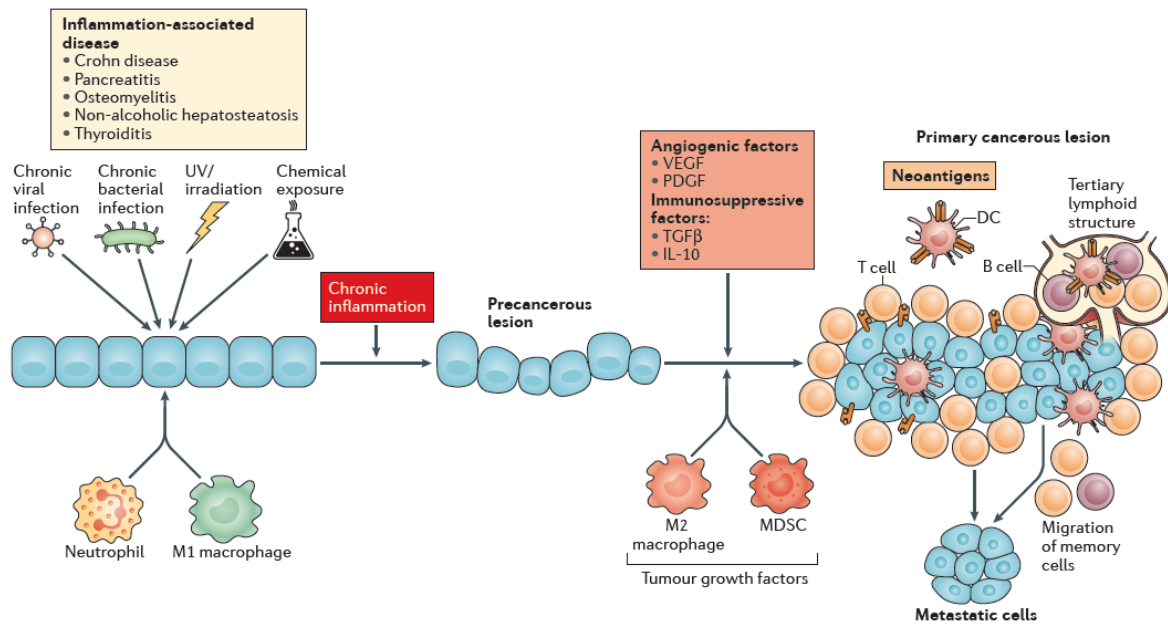 Inflammation-associated
disease
• Crohn disease
• Pancreatitis
• Osteomyelitis
• Non-alcoholic hepatosteatosis
• Thyroiditis
Chronic
viral
infection
Chronic
bacterial
infection
UV/
irradiation
Chemical
exposure
Chronic
inflammation
Neutrophil
M1 macrophage
Precancerous
lesion
Angiogenic factors
• VEGF
• PDGF
Immunosuppressive
factors:
• TGFβ
• IL-10
M2
macrophage
MDSC
Tumour growth factors
Primary cancerous lesion
Neoantigens
DC
Tertiary
lymphoid
structure
T cell
B cell
Migration
of memory
cells
Metastatic cells